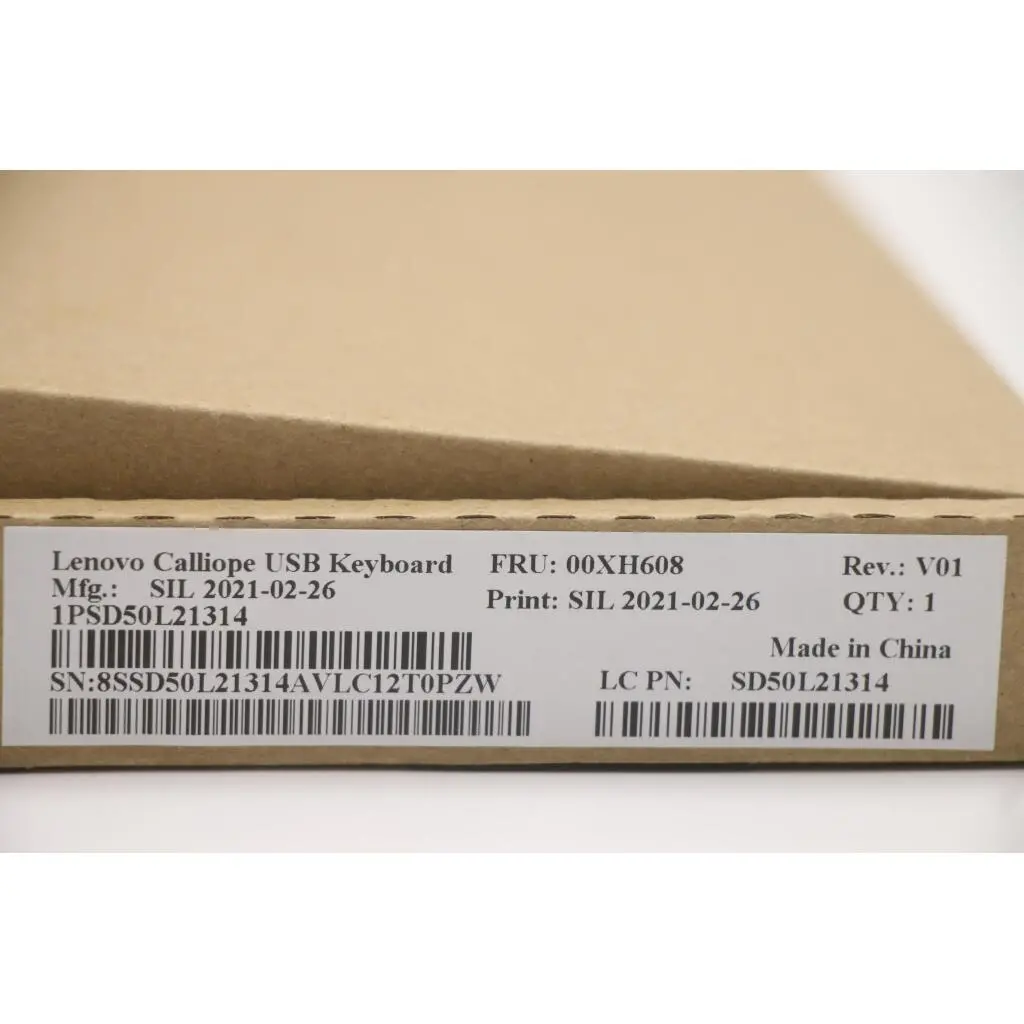 Lenovo Calliope USB Keyboard FRU: 00XH608 Rev.: V01
Mfg.: SIL 2021-02-26 Print: SIL 2021-02-26 QTY: 1
1PSD50L21314
Made in China
SN:8SSD50L21314AVLC12T0PZW LC PN: SD50L21314